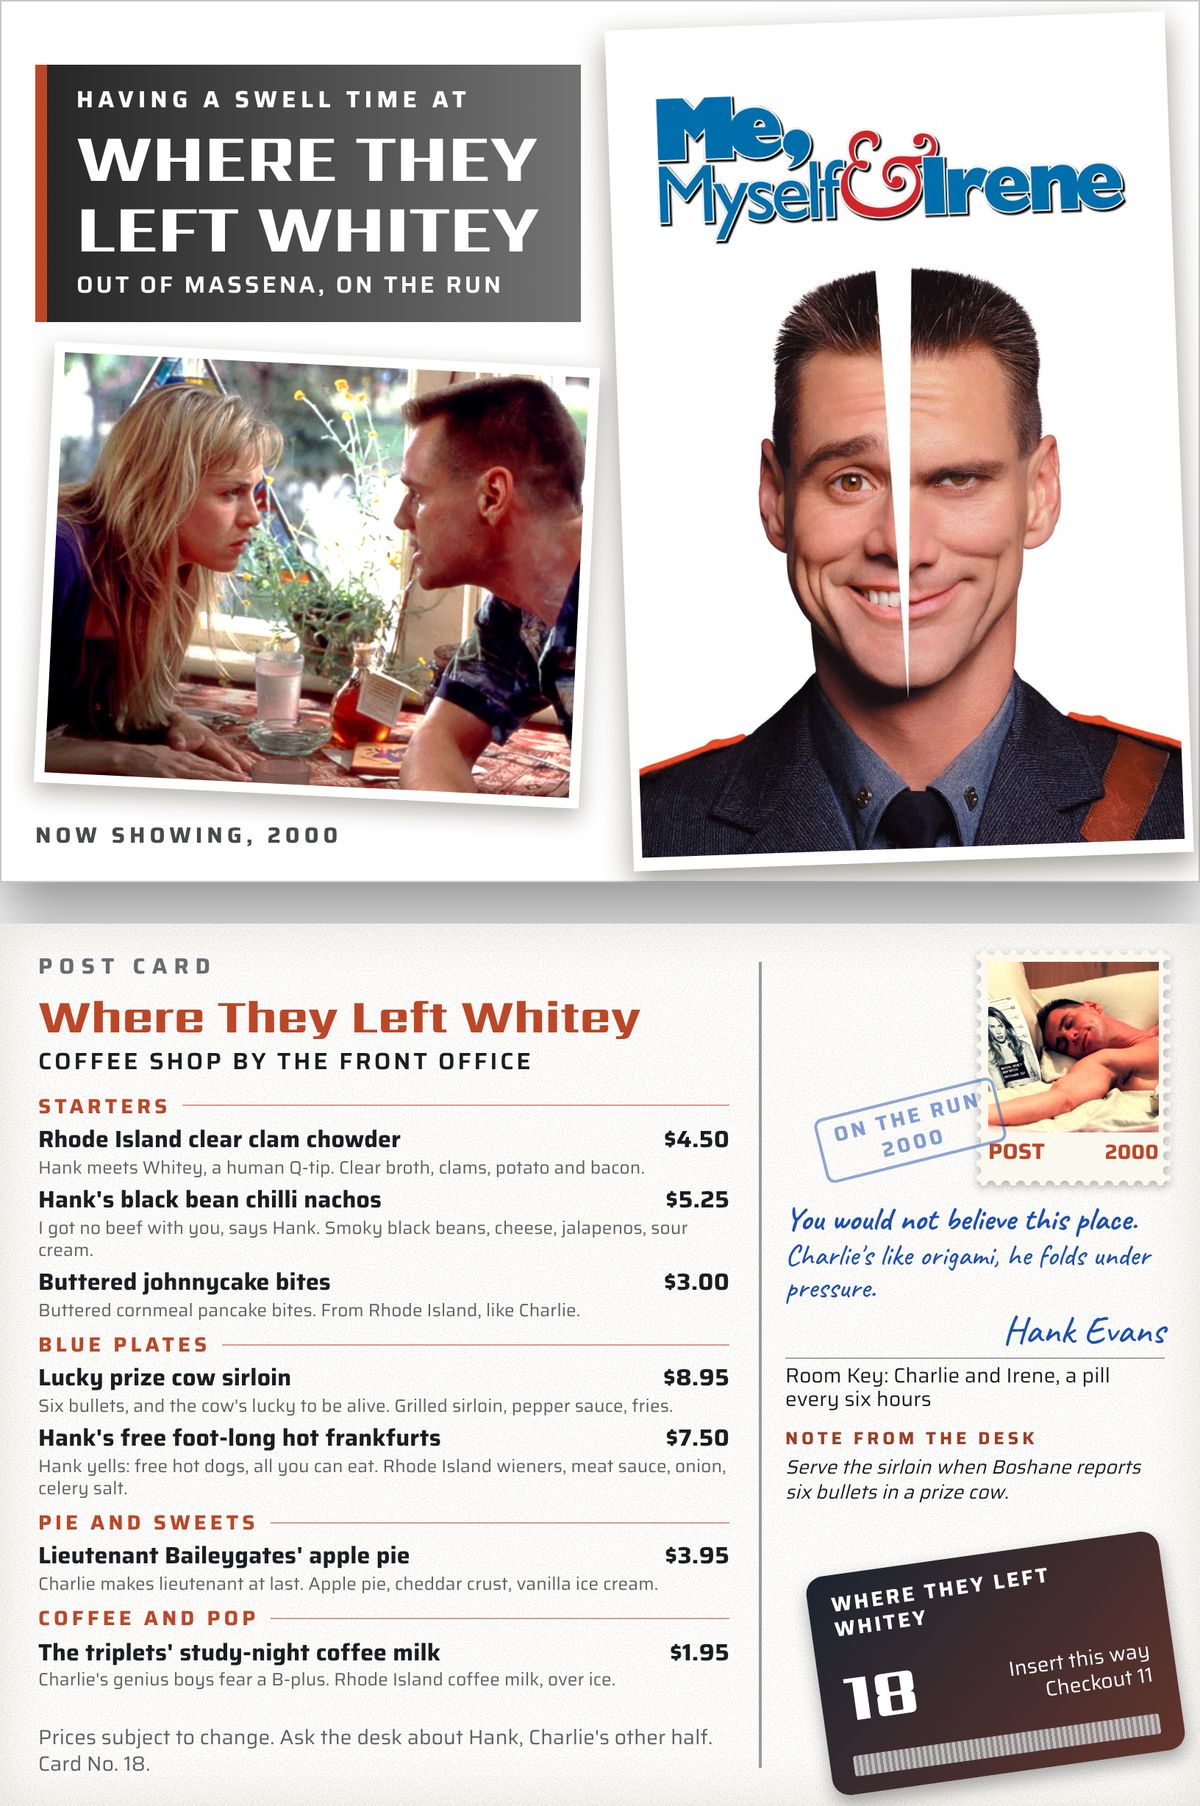 HAVING A SWELL TIME AT
WHERE THEY
LEFT WHITEY
OUT OF MASSENA, ON THE RUN
Me,
Myself & Irene
NOW SHOWING, 2000
POST CARD
Where They Left Whitey
COFFEE SHOP BY THE FRONT OFFICE
STARTERS
Rhode Island clear clam chowder $4.50
Hank meets Whitey, a human Q-tip. Clear broth, clams, potato and bacon.
Hank's black bean chilli nachos $5.25
I got no beef with you, says Hank. Smoky black beans, cheese, jalapenos, sour
cream.
Buttered johnnycake bites $3.00
Buttered cornmeal pancake bites. From Rhode Island, like Charlie.
BLUE PLATES
Lucky prize cow sirloin $8.95
Six bullets, and the cow's lucky to be alive. Grilled sirloin, pepper sauce, fries.
Hank's free foot-long hot frankfurts $7.50
Hank yells: free hot dogs, all you can eat. Rhode Island wieners, meat sauce, onion,
celery salt.
PIE AND SWEETS
Lieutenant Baileygates' apple pie $3.95
Charlie makes lieutenant at last. Apple pie, cheddar crust, vanilla ice cream.
COFFEE AND POP
The triplets' study-night coffee milk $1.95
Charlie's genius boys fear a B-plus. Rhode Island coffee milk, over ice.
Prices subject to change. Ask the desk about Hank, Charlie's other half.
Card No. 18.
ON THE RUN
2000
POST 2000
You would not believe this place.
Charlie's like origami, he folds under
pressure.
Hank Evans
Room Key: Charlie and Irene, a pill
every six hours
NOTE FROM THE DESK
Serve the sirloin when Boshane reports
six bullets in a prize cow.
WHERE THEY LEFT
WHITEY
18
Insert this way
Checkout 11